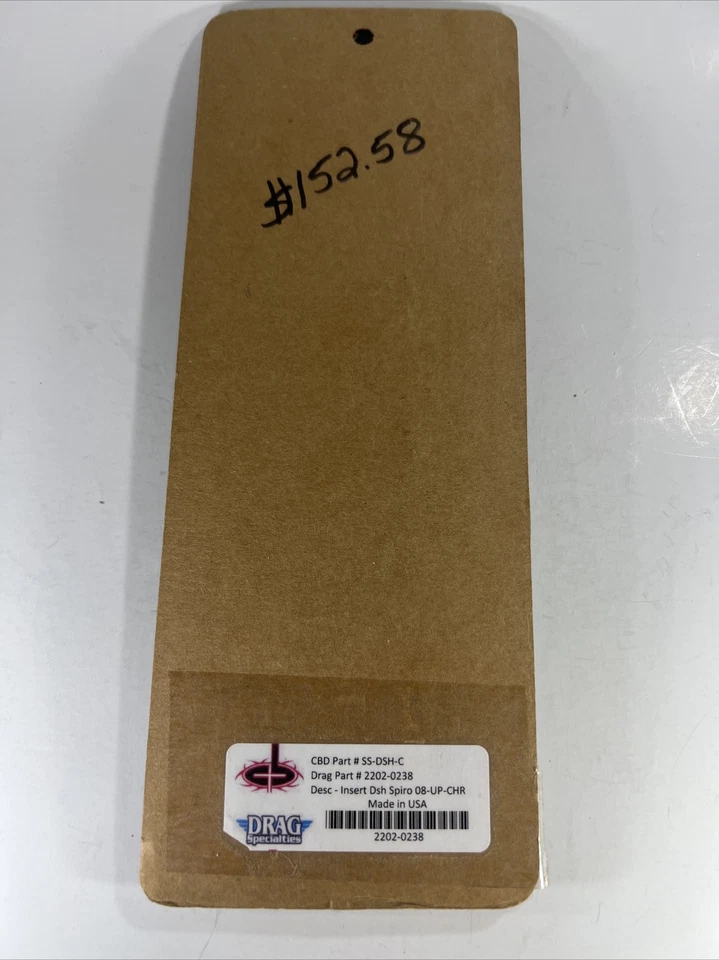 $152.58
CBD Part # SS-DSH-C
Drag Part # 2202-0238
Desc - Insert Dsh Spiro 08-UP-CHR
Made in USA
cb
DRAG
Specialties
2202-0238